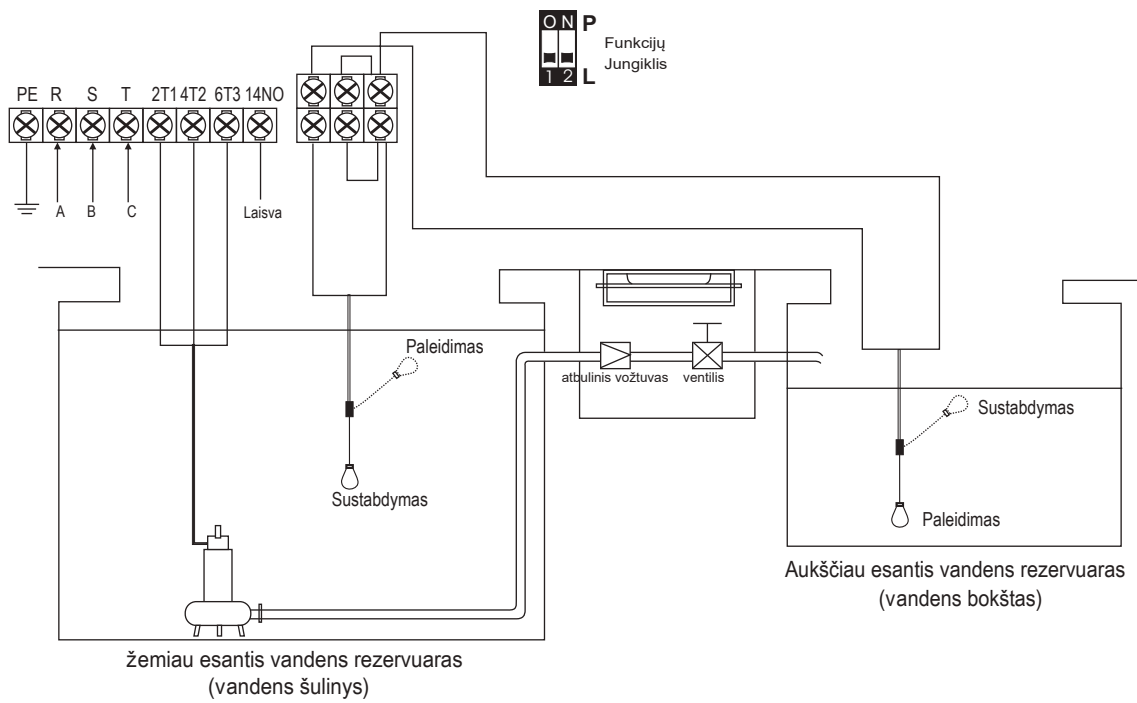 ON P
Funkcijų
Jungiklis
1 2 L
PE R S T 2T1 4T2 6T3 14NO
A B C Laisva
Paleidimas
Sustabdymas
atbulinis vožtuvas ventilis
Sustabdymas
Paleidimas
Aukščiau esantis vandens rezervuaras
(vandens bokštas)
žemiau esantis vandens rezervuaras
(vandens šulinys)